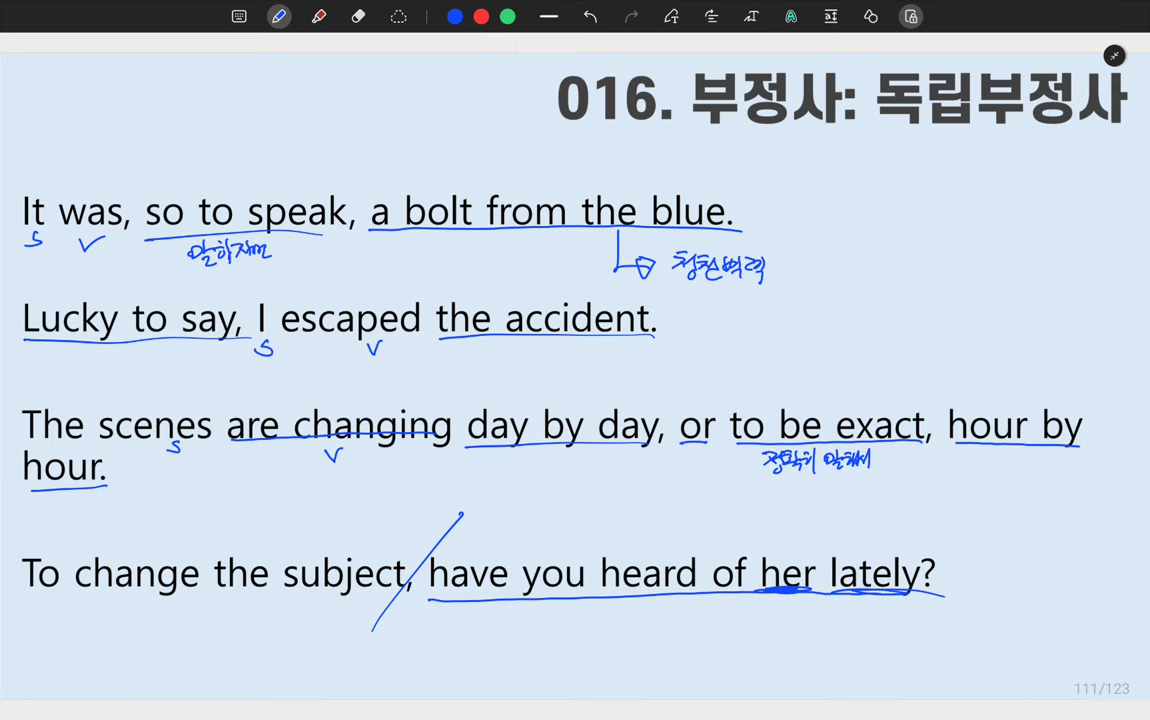 016. 부정사: 독립부정사
It was, so to speak, a bolt from the blue.
s v 말하자면
청천벽력
Lucky to say, I escaped the accident.
s v
The scenes are changing day by day, or to be exact, hour by
s v 정확히 말해서
hour.
To change the subject, have you heard of her lately?
111/123